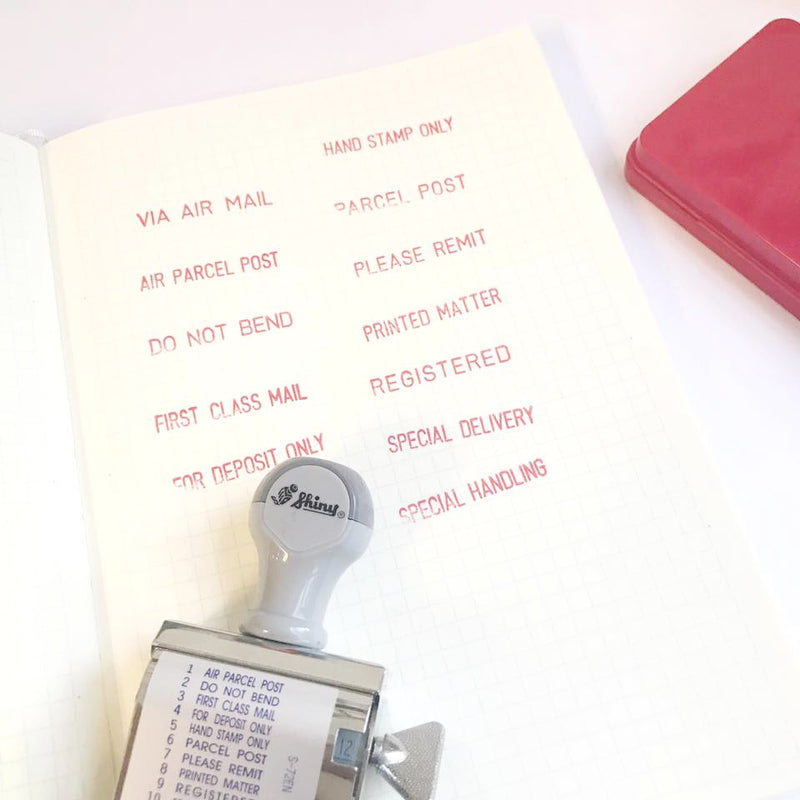 VIA AIR MAIL
AIR PARCEL POST
DO NOT BEND
FIRST CLASS MAIL
FOR DEPOSIT ONLY
HAND STAMP ONLY
PARCEL POST
PLEASE REMIT
PRINTED MATTER
REGISTERED
SPECIAL DELIVERY
SPECIAL HANDLING
Shiny®
1 AIR PARCEL POST
2 DO NOT BEND
3 FIRST CLASS MAIL
4 FOR DEPOSIT ONLY
5 HAND STAMP ONLY
6 PARCEL POST
7 PLEASE REMIT
8 PRINTED MATTER
9 REGISTERED
10
S-72EN
12